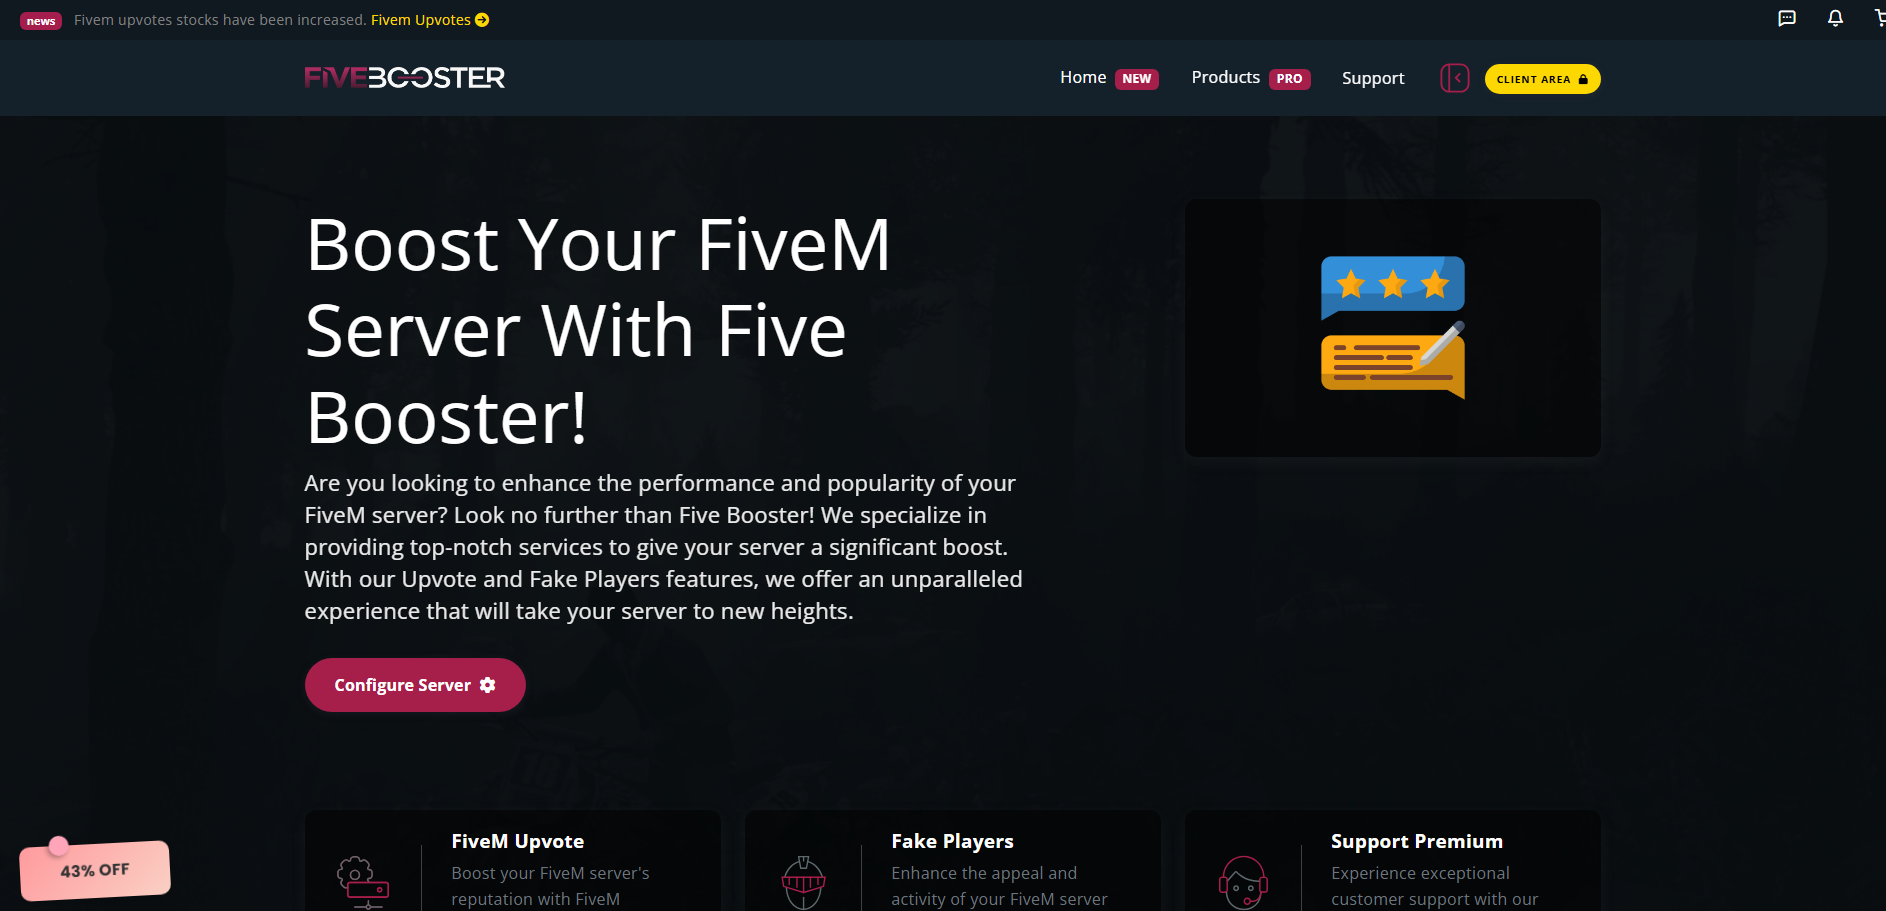 news Fivem upvotes stocks have been increased. Fivem Upvotes
FIVEBOOSTER
Home NEW Products PRO Support CLIENT AREA
Boost Your FiveM
Server With Five
Booster!
Are you looking to enhance the performance and popularity of your
FiveM server? Look no further than Five Booster! We specialize in
providing top-notch services to give your server a significant boost.
With our Upvote and Fake Players features, we offer an unparalleled
experience that will take your server to new heights.
Configure Server
FiveM Upvote
Boost your FiveM server's
reputation with FiveM
Fake Players
Enhance the appeal and
activity of your FiveM server
Support Premium
Experience exceptional
customer support with our
43% OFF